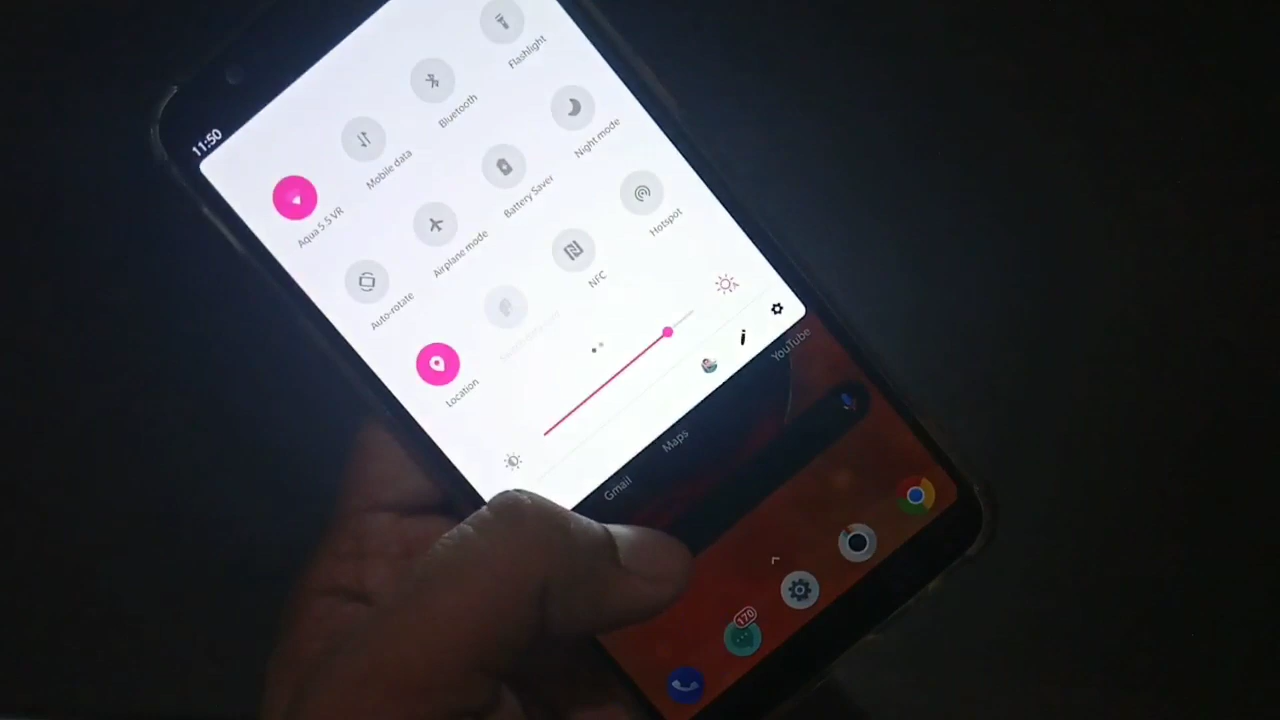 11:50
Aqua 5.5 VR
Mobile data
Bluetooth
Flashlight
Auto-rotate
Airplane mode
Battery Saver
Night mode
Location
NFC
Hotspot
A
Gmail
Maps
YouTube
170